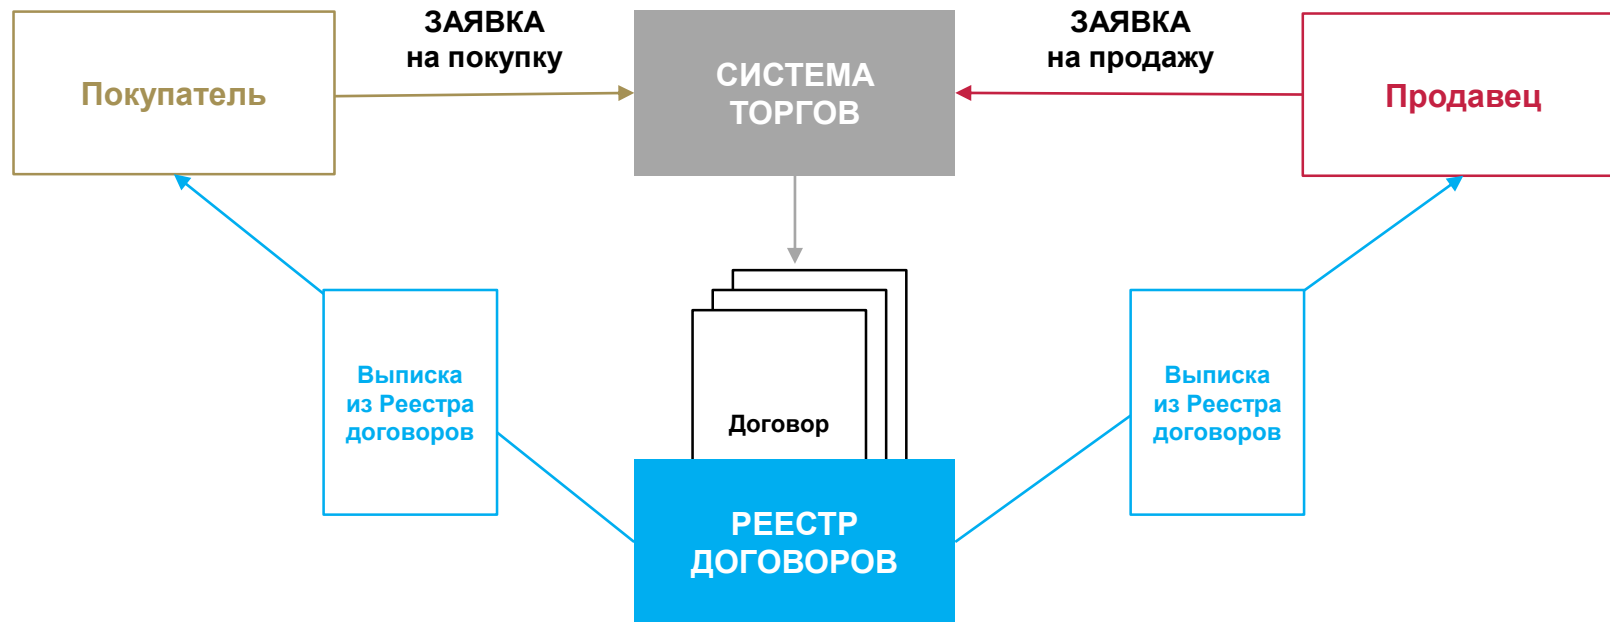 ЗАЯВКА
на покупку
ЗАЯВКА
на продажу
Покупатель
СИСТЕМА
ТОРГОВ
Продавец
Выписка
из Реестра
договоров
Договор
Выписка
из Реестра
договоров
РЕЕСТР
ДОГОВОРОВ